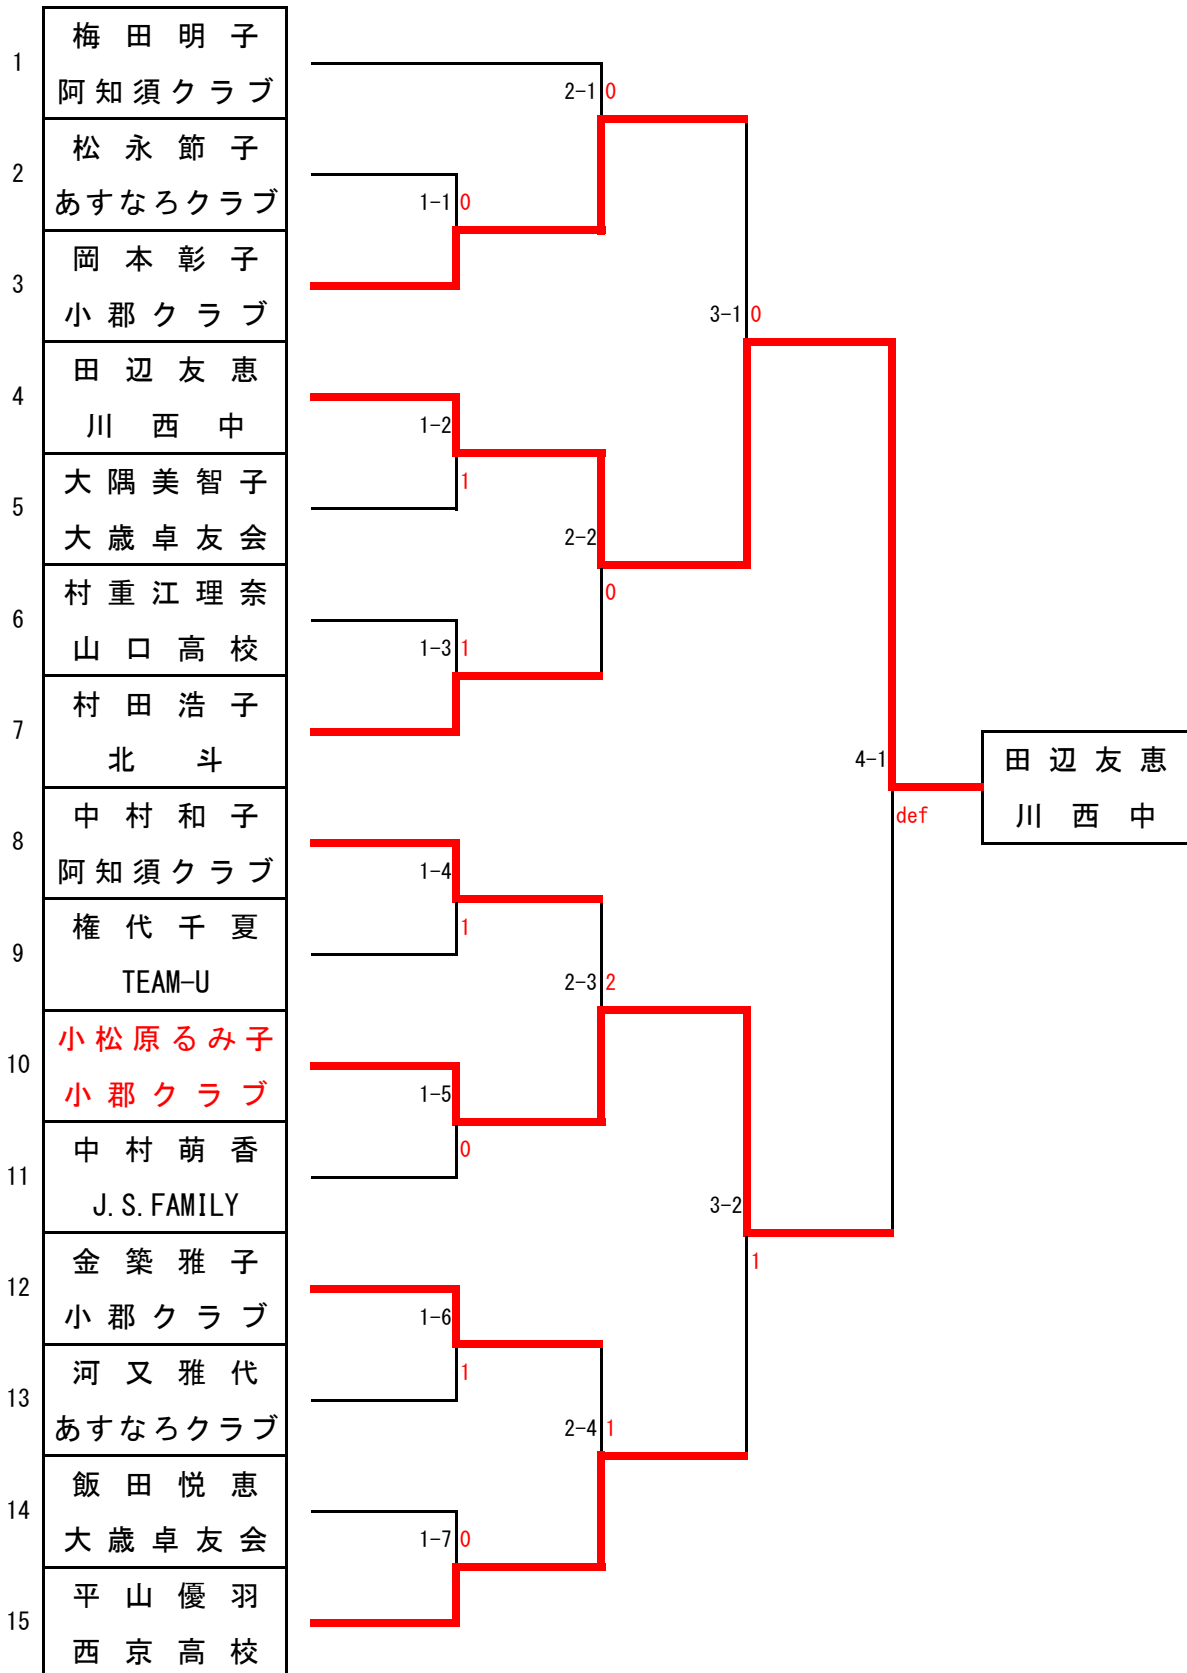 1
梅田明子
阿知須クラブ
2
松永節子
あすなろクラブ
3
岡本彰子
小郡クラブ
4
田辺友恵
川西中
5
大隅美智子
大歳卓友会
6
村重江理奈
山口高校
7
村田浩子
北斗
8
中村和子
阿知須クラブ
9
権代千夏
TEAM-U
10
小松原るみ子
小郡クラブ
11
中村萌香
J.S.FAMILY
12
金築雅子
小郡クラブ
13
河又雅代
あすなろクラブ
14
飯田悦恵
大歳卓友会
15
平山優羽
西京高校
1-1 0
1-2
1
1-3 1
1-4
1
1-5
0
1-6
1
1-7 0
2-1 0
2-2
0
2-3 2
2-4 1
3-1 0
3-2
1
4-1
def
田辺友恵
川西中